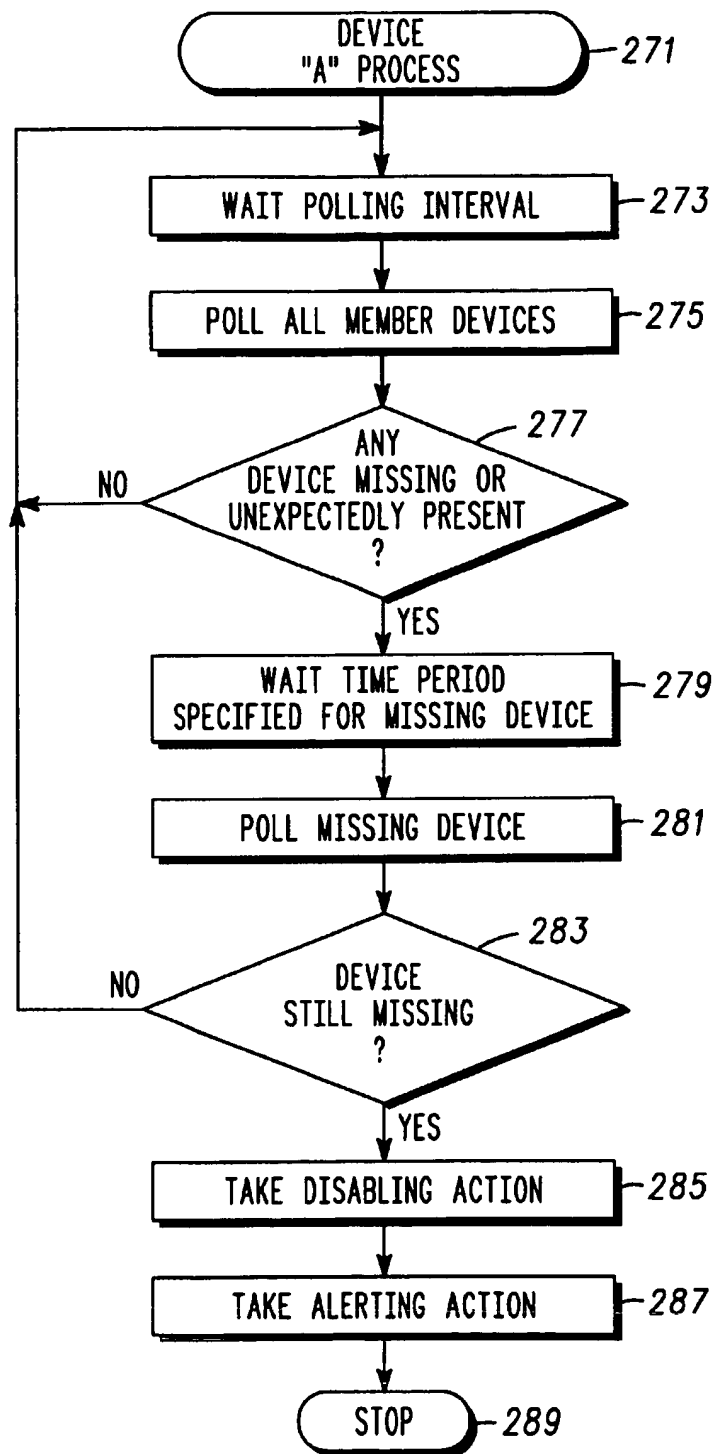 DEVICE
"A" PROCESS
271
WAIT POLLING INTERVAL
273
POLL ALL MEMBER DEVICES
275
277
ANY
DEVICE MISSING OR
UNEXPECTEDLY PRESENT
?
NO
YES
WAIT TIME PERIOD
SPECIFIED FOR MISSING DEVICE
279
POLL MISSING DEVICE
281
283
DEVICE
STILL MISSING
?
NO
YES
TAKE DISABLING ACTION
285
TAKE ALERTING ACTION
287
STOP
289